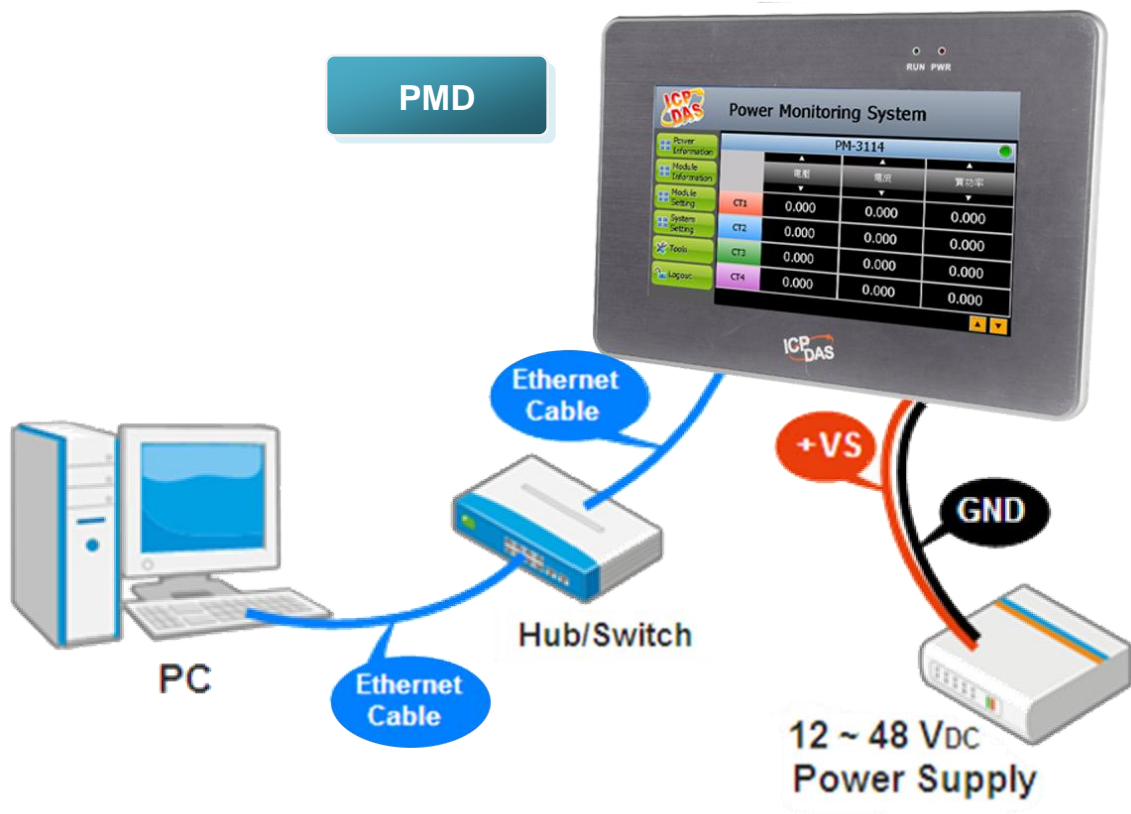 PMD
RUN PWR
ICP
DAS
Power Monitoring System
Power
Information
Module
Information
Module
Setting
System
Setting
Tools
Logout
PM-3114
電壓 電流 實功率
CT1 0.000 0.000 0.000
CT2 0.000 0.000 0.000
CT3 0.000 0.000 0.000
CT4 0.000 0.000 0.000
ICP
DAS
Ethernet
Cable
+VS
GND
Hub/Switch
PC
Ethernet
Cable
12 ~ 48 VDC
Power Supply